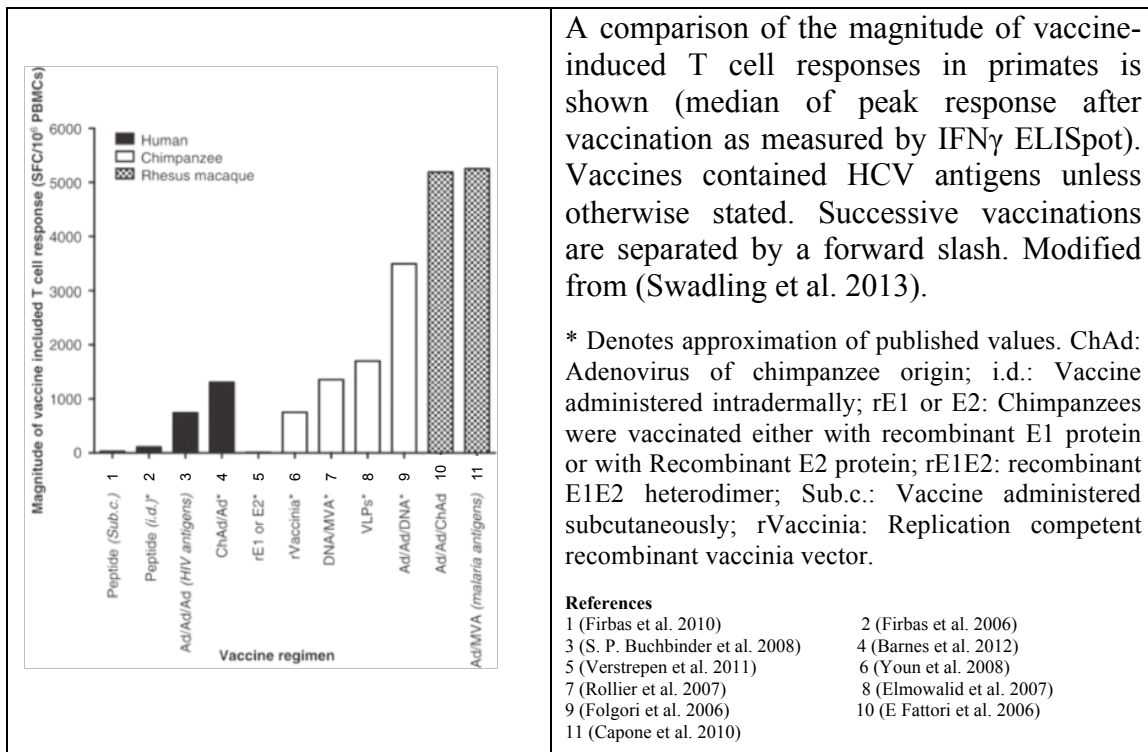 Magnitude of vaccine included T cell response (SFC/10⁶ PBMCs)
6000
5000
4000
3000
2000
1000
0
Human
Chimpanzee
Rhesus macaque
1
2
3
4
5
6
7
8
9
10
11
Peptide (Sub.c.)
Peptide (i.d.)*
Ad/Ad/Ad (HIV antigens)
ChAd/Ad*
rE1 or E2*
rVaccinia*
DNA/MVA*
VLPs*
Ad/Ad/DNA*
Ad/Ad/ChAd
Ad/MVA (malaria antigens)
Vaccine regimen
A comparison of the magnitude of vaccine-
induced T cell responses in primates is
shown (median of peak response after
vaccination as measured by IFNγ ELISpot).
Vaccines contained HCV antigens unless
otherwise stated. Successive vaccinations
are separated by a forward slash. Modified
from (Swadling et al. 2013).
* Denotes approximation of published values. ChAd:
Adenovirus of chimpanzee origin; i.d.: Vaccine
administered intradermally; rE1 or E2: Chimpanzees
were vaccinated either with recombinant E1 protein
or with Recombinant E2 protein; rE1E2: recombinant
E1E2 heterodimer; Sub.c.: Vaccine administered
subcutaneously; rVaccinia: Replication competent
recombinant vaccinia vector.
References
1 (Firbas et al. 2010) 2 (Firbas et al. 2006)
3 (S. P. Buchbinder et al. 2008) 4 (Barnes et al. 2012)
5 (Verstrepen et al. 2011) 6 (Youn et al. 2008)
7 (Rollier et al. 2007) 8 (Elmowalid et al. 2007)
9 (Folgori et al. 2006) 10 (E Fattori et al. 2006)
11 (Capone et al. 2010)